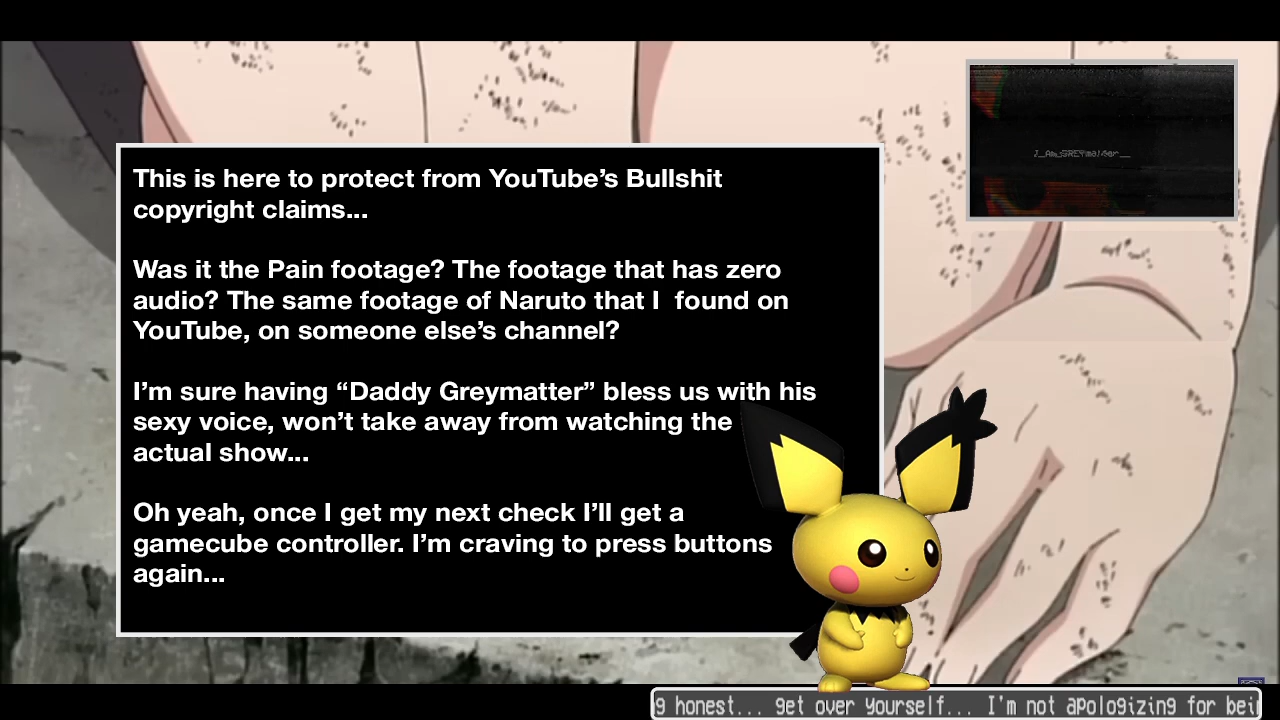 This is here to protect from YouTube’s Bullshit
copyright claims...
Was it the Pain footage? The footage that has zero
audio? The same footage of Naruto that I  found on
YouTube, on someone else’s channel?
I’m sure having “Daddy Greymatter” bless us with his
sexy voice, won’t take away from watching the
actual show...
Oh yeah, once I get my next check I’ll get a
gamecube controller. I’m craving to press buttons
again...
g honest... get over yourself... I'm not apologizing for bei